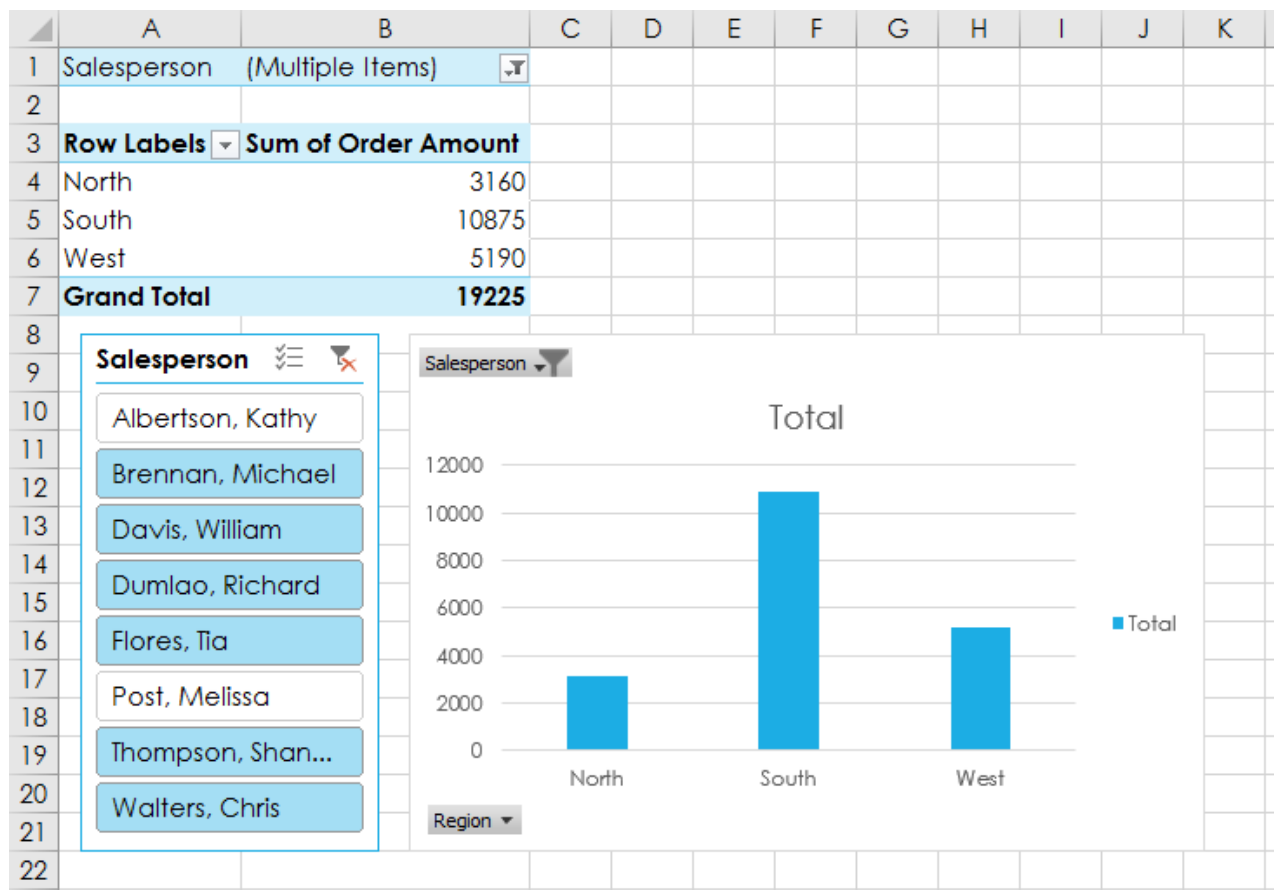 A B C D E F G H I J K
1 Salesperson (Multiple Items)
2
3 Row Labels Sum of Order Amount
4 North 3160
5 South 10875
6 West 5190
7 Grand Total 19225
8
9
10
11
12
13
14
15
16
17
18
19
20
21
22
Salesperson
Albertson, Kathy
Brennan, Michael
Davis, William
Dumlao, Richard
Flores, Tia
Post, Melissa
Thompson, Shan...
Walters, Chris
Salesperson
Total
12000
10000
8000
6000
4000
2000
0
North South West
Total
Region